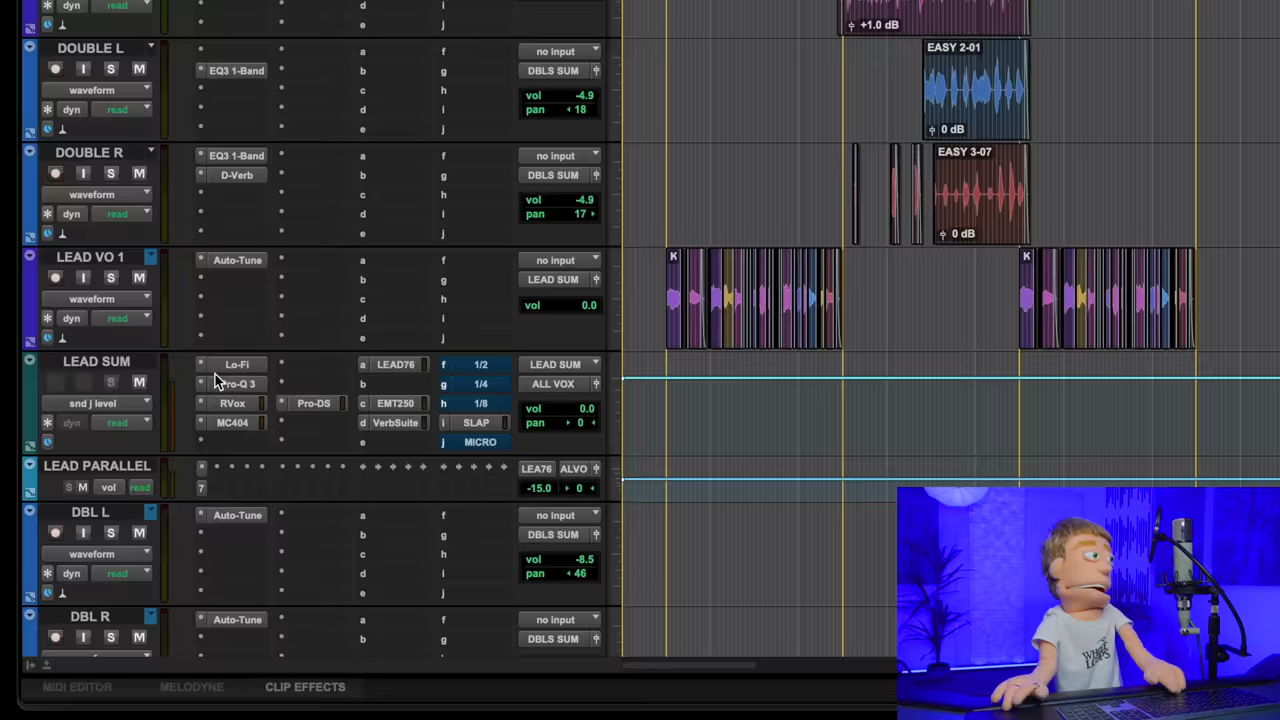 read
e
j
+1.0 dB
DOUBLE L
I S M
waveform
dyn read
EQ3 1-Band
a f
b g
c h
d i
e j
no input
DBLS SUM
vol -4.9
pan 18
EASY 2-01
0 dB
DOUBLE R
I S M
waveform
dyn read
EQ3 1-Band
D-Verb
a f
b g
c h
d i
e j
no input
DBLS SUM
vol -4.9
pan 17
EASY 3-07
0 dB
LEAD VO 1
I S M
waveform
dyn read
Auto-Tune
a f
b g
c h
d i
e j
no input
LEAD SUM
vol 0.0
K
K
LEAD SUM
S M
snd j level
dyn read
Lo-Fi
ro-Q 3
RVox Pro-DS
MC404
a LEAD76 f 1/2
b g 1/4
c EMT250 h 1/8
d VerbSuite i SLAP
e j MICRO
LEAD SUM
ALL VOX
vol 0.0
pan 0
LEAD PARALLEL
S M vol read
7
LEA76 ALVO
-15.0 0
DBL L
I S M
waveform
dyn read
Auto-Tune
a f
b g
c h
d i
e j
no input
DBLS SUM
vol -8.5
pan 46
DBL R
I S M
Auto-Tune
a f
b g
no input
DBLS SUM
MIDI EDITOR MELODYNE CLIP EFFECTS
WHOLE
LOOPS